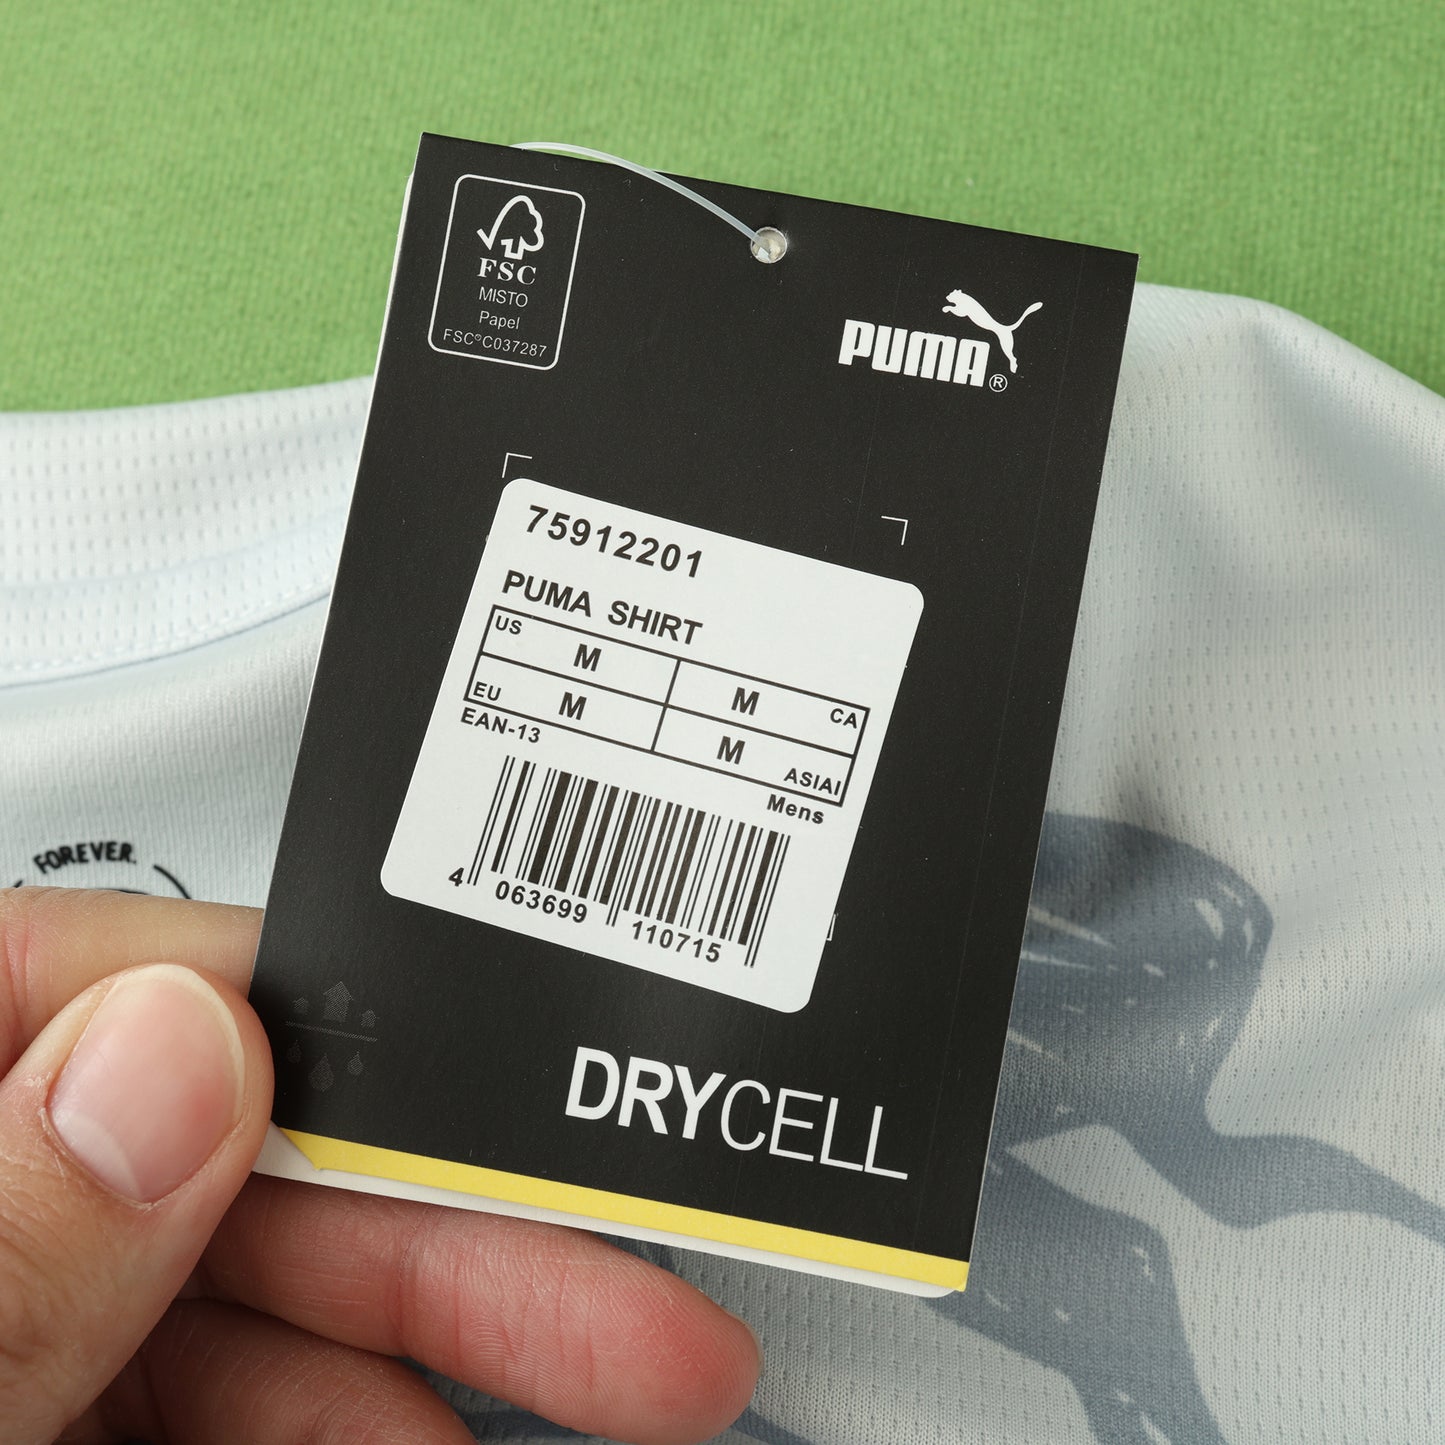 FSC
MISTO
Papel
FSC® C037287
PUMA®
75912201
PUMA SHIRT
US M M CA
EU M M ASIAI
EAN-13
Mens
4 063699 110715
DRYCELL
FOREVER.